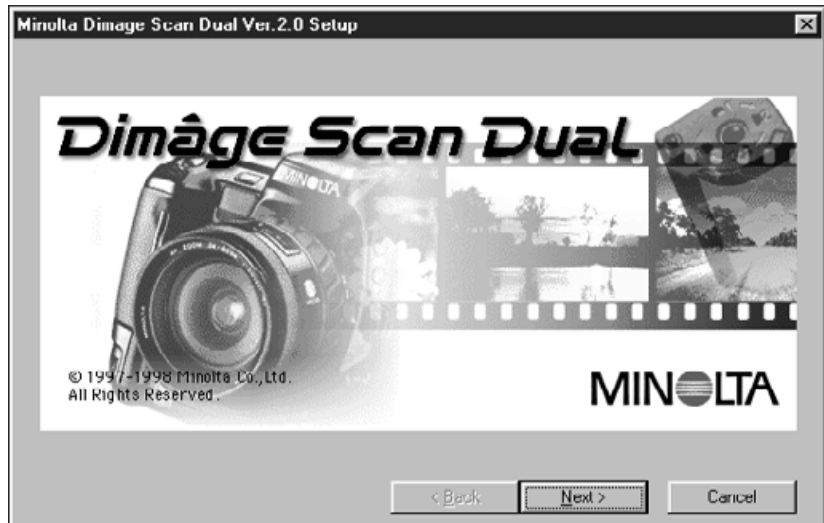 Minolta Dimage Scan Dual Ver.2.0 Setup
Dimâge Scan Dual
MINOLTA
© 1997-1998 Minolta Co.,Ltd.
All Rights Reserved.
MINOLTA
< Back
Next >
Cancel